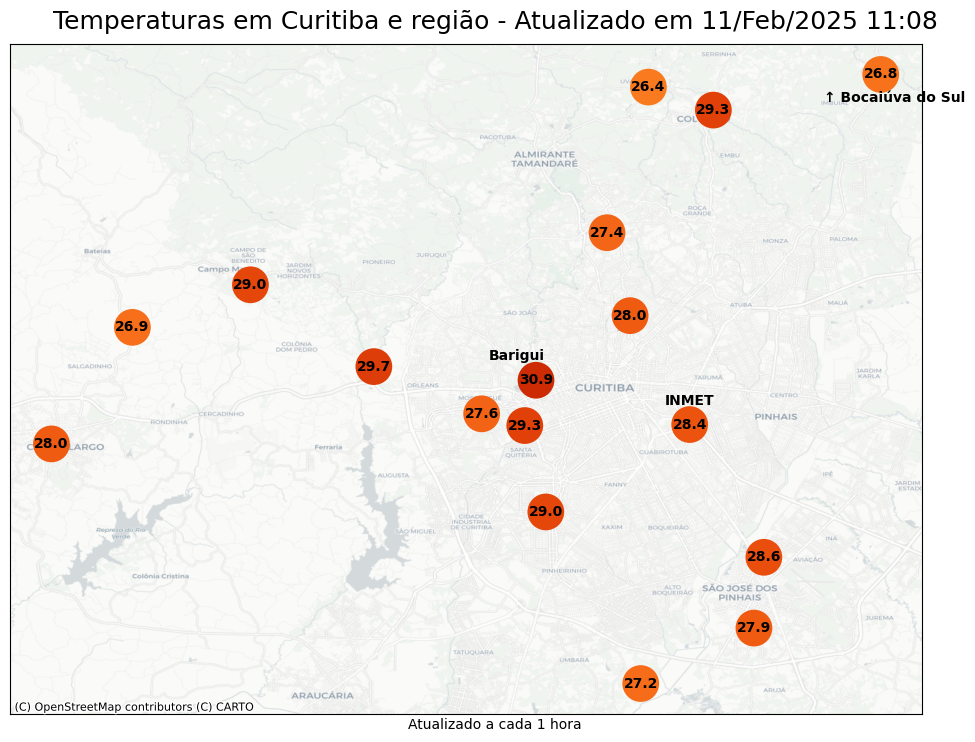 Temperaturas em Curitiba e região - Atualizado em 11/Feb/2025 11:08
SERRINHA
26.8
26.4
↑ Bocaiúva do Sul
29.3
PACOTUBA
ALMIRANTE
TAMANDARÉ
EMBU
ROÇA
GRANDE
27.4
MONZA
PALOMA
Bateias
CAMPO DE
SÃO
BENEDITO
JURUQUI
PIONEIRO
JARDIM
NOVOS
HORIZONTES
Campo
29.0
ATUBA
MAUÁ
SÃO JOÃO
28.0
26.9
COLÔNIA
DOM PEDRO
Barigui
SALGADINHO
29.7
JARDIM
KARLA
TARUMÃ
30.9
ORLEANS
CURITIBA
CENTRO
INMET
CERCADINHO
27.6
PINHAIS
RONDINHA
29.3
28.4
28.0
LARGO
Ferraria
SANTA
QUITÉRIA
GUABIROTUBA
AUGUSTA
IPÊ
FANNY
JARDIM
ESTADE
29.0
CIDADE
INDUSTRIAL
DE CURITIBA
XAXIM
BOQUEIRÃO
SÃO MIGUEL
Represa do Rio
Verde
INÁ
28.6
AVIAÇÃO
Colônia Cristina
PINHEIRINHO
ALTO
BOQUEIRÃO
SÃO JOSÉ DOS
PINHAIS
JUREMA
27.9
TATUQUARA
UMBARÁ
27.2
ARUJÁ
ARAUCÁRIA
(C) OpenStreetMap contributors (C) CARTO
Atualizado a cada 1 hora